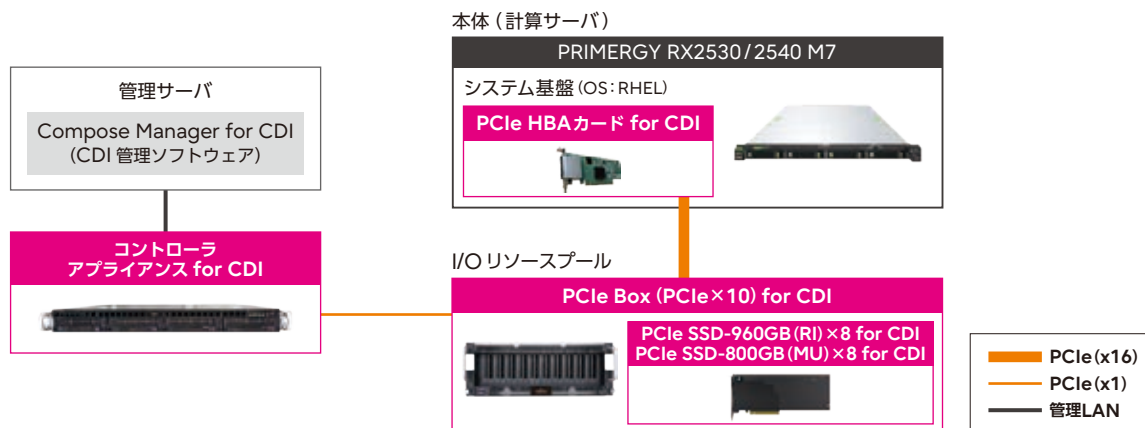 本体（計算サーバ）
PRIMERGY RX2530/2540 M7
システム基盤(OS:RHEL)
PCIe HBAカード for CDI
管理サーバ
Compose Manager for CDI
(CDI 管理ソフトウェア)
コントローラ
アプライアンス for CDI
I/O リソースプール
PCIe Box (PCIe×10) for CDI
PCIe SSD-960GB(RI)×8 for CDI
PCIe SSD-800GB(MU)×8 for CDI
PCIe(x16)
PCIe(x1)
管理LAN